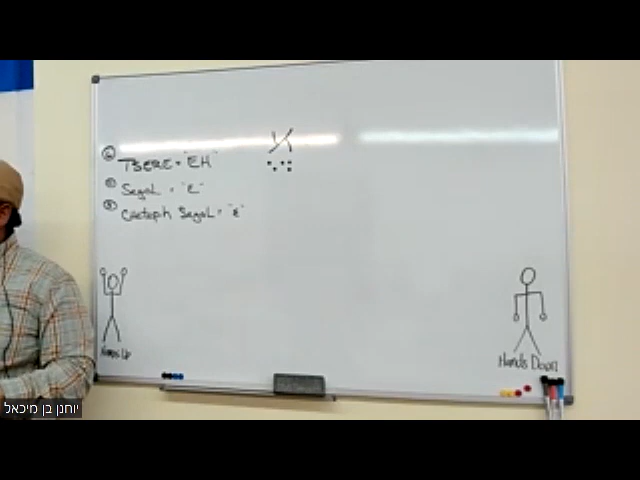 א
① TSERE = "EH"
② Segol = "E"
③ Chateph Segol = "e"
Hands Up
Hands Down
יוחנן בן מיכאל